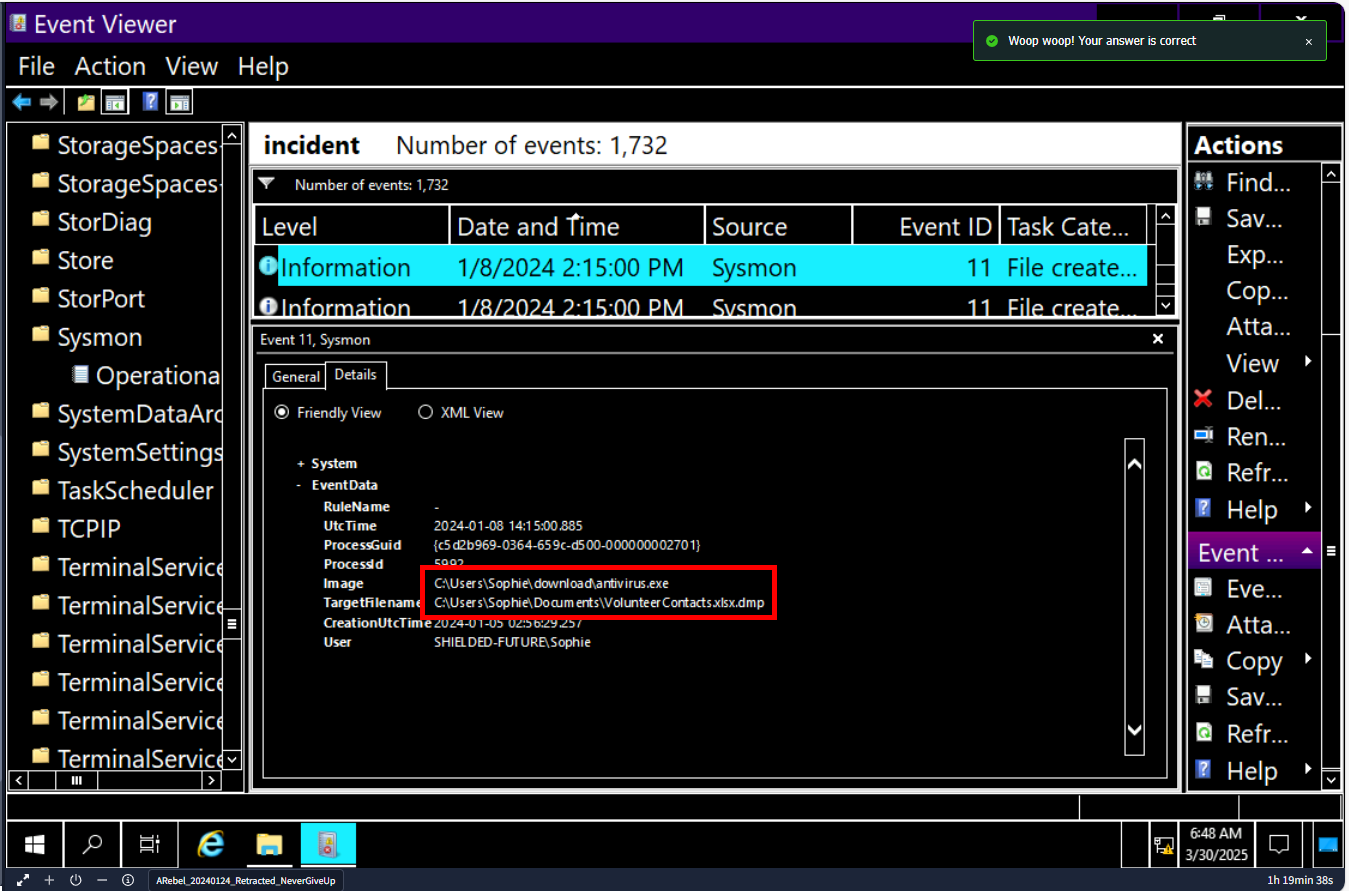 Event Viewer
Woop woop! Your answer is correct
File Action View Help
incident Number of events: 1,732
Number of events: 1,732
Level Date and Time Source Event ID Task Cate...
Information 1/8/2024 2:15:00 PM Sysmon 11 File create...
Information 1/8/2024 2:15:00 PM Sysmon 11 File create...
StorageSpaces-
StorageSpaces-
StorDiag
Store
StorPort
Sysmon
Operationa
SystemDataArc
SystemSettings
TaskScheduler
TCPIP
TerminalService
TerminalService
TerminalService
TerminalService
TerminalService
TerminalService
Event 11, Sysmon
General Details
Friendly View XML View
+ System
- EventData
RuleName -
UtcTime 2024-01-08 14:15:00.885
ProcessGuid {c5d2b969-0364-659c-d500-000000002701}
ProcessId 5992
Image C:\Users\Sophie\download\antivirus.exe
TargetFilename C:\Users\Sophie\Documents\VolunteerContacts.xlsx.dmp
CreationUtcTime 2024-01-05 02:56:29.257
User SHIELDED-FUTURE\Sophie
Actions
Find...
Sav...
Exp...
Cop...
Atta...
View
Del...
Ren...
Refr...
Help
Event ...
Eve...
Atta...
Copy
Sav...
Refr...
Help
6:48 AM
3/30/2025
ARebel_20240124_Retracted_NeverGiveUp
1h 19min 38s